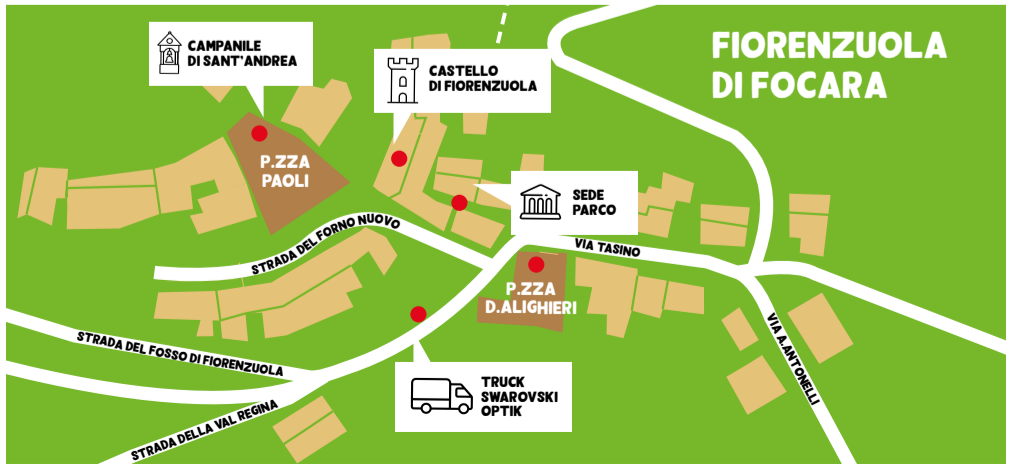 FIORENZUOLA
DI FOCARA
CAMPANILE
DI SANT'ANDREA
CASTELLO
DI FIORENZUOLA
P.ZZA
PAOLI
SEDE
PARCO
STRADA DEL FORNO NUOVO
VIA TASINO
P.ZZA
D.ALIGHIERI
STRADA DEL FOSSO DI FIORENZUOLA
VIA A.ANTONELLI
TRUCK
SWAROVSKI
OPTIK
STRADA DELLA VAL REGINA